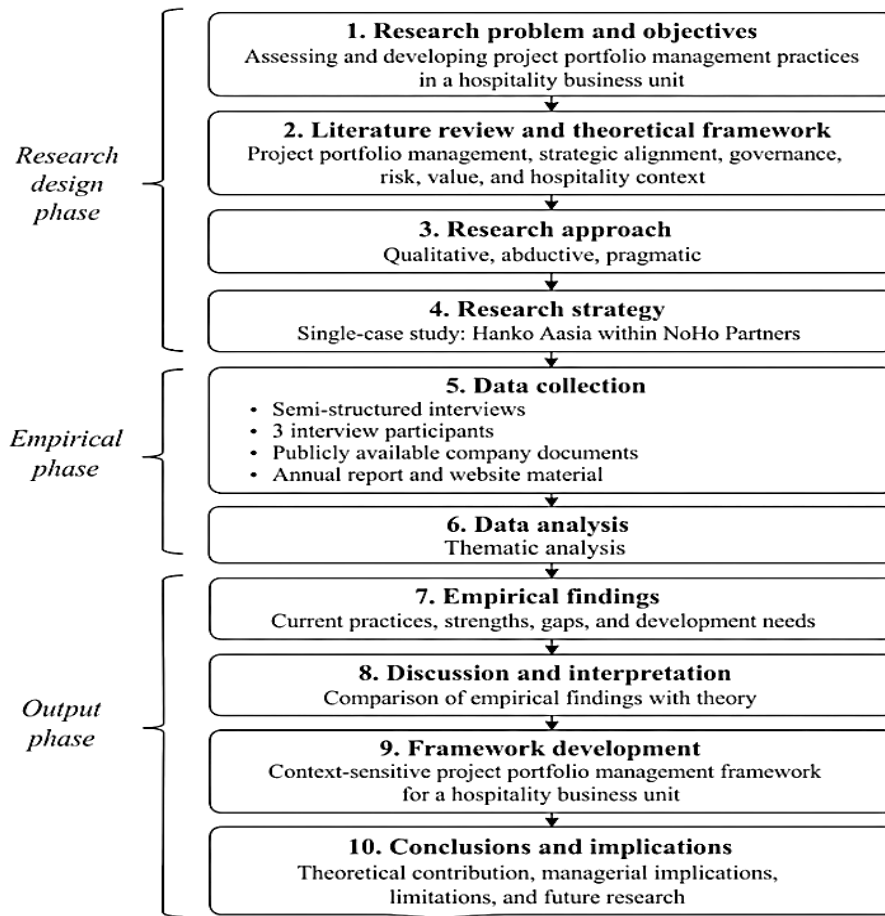 1. Research problem and objectives
Assessing and developing project portfolio management practices
in a hospitality business unit
2. Literature review and theoretical framework
Project portfolio management, strategic alignment, governance,
risk, value, and hospitality context
Research
design
phase
3. Research approach
Qualitative, abductive, pragmatic
4. Research strategy
Single-case study: Hanko Aasia within NoHo Partners
5. Data collection
• Semi-structured interviews
• 3 interview participants
• Publicly available company documents
• Annual report and website material
Empirical
phase
6. Data analysis
Thematic analysis
7. Empirical findings
Current practices, strengths, gaps, and development needs
8. Discussion and interpretation
Comparison of empirical findings with theory
Output
phase
9. Framework development
Context-sensitive project portfolio management framework
for a hospitality business unit
10. Conclusions and implications
Theoretical contribution, managerial implications,
limitations, and future research